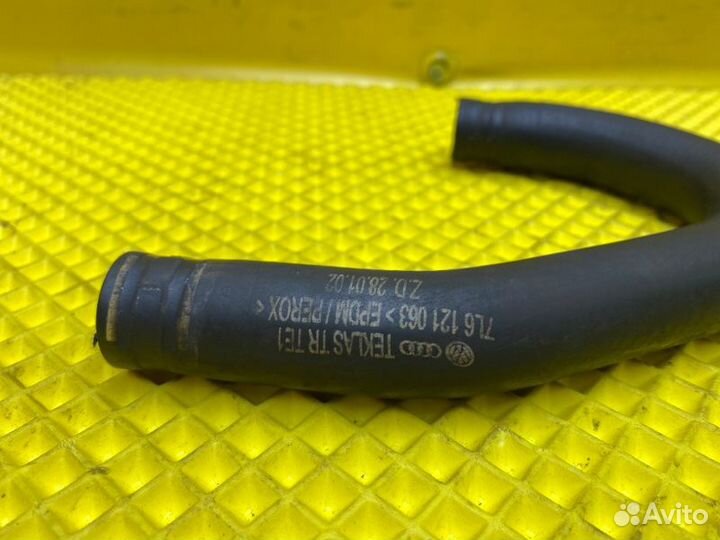 TEKLAS TR TE1
7L6 121 063 > EPDM / PEROX <
Z.D. 28.01.02
Avito